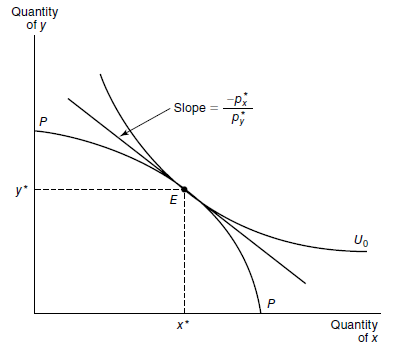 Quantity
of y
P
Slope = -p*x / p*y
y*
E
U0
P
x*
Quantity
of x